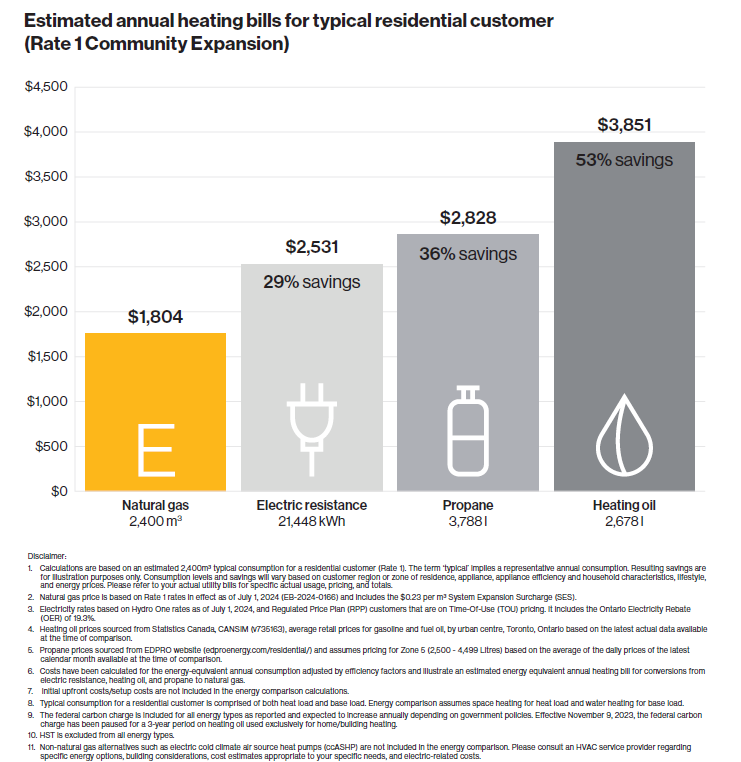 Estimated annual heating bills for typical residential customer
(Rate 1 Community Expansion)
$4,500
$4,000
$3,500
$3,000
$2,500
$2,000
$1,500
$1,000
$500
$0
$1,804
$2,531
29% savings
$2,828
36% savings
$3,851
53% savings
E
Natural gas
2,400 m³
Electric resistance
21,448 kWh
Propane
3,788 l
Heating oil
2,678 l
Disclaimer:
1. Calculations are based on an estimated 2,400m³ typical consumption for a residential customer (Rate 1). The term 'typical' implies a representative annual consumption. Resulting savings are
for illustration purposes only. Consumption levels and savings will vary based on customer region or zone of residence, appliance, appliance efficiency and household characteristics, lifestyle,
and energy prices. Please refer to your actual utility bills for specific actual usage, pricing, and totals.
2. Natural gas price is based on Rate 1 rates in effect as of July 1, 2024 (EB-2024-0166) and includes the $0.23 per m³ System Expansion Surcharge (SES).
3. Electricity rates based on Hydro One rates as of July 1, 2024, and Regulated Price Plan (RPP) customers that are on Time-Of-Use (TOU) pricing. It includes the Ontario Electricity Rebate
(OER) of 19.3%.
4. Heating oil prices sourced from Statistics Canada, CANSIM (v735163), average retail prices for gasoline and fuel oil, by urban centre, Toronto, Ontario based on the latest actual data available
at the time of comparison.
5. Propane prices sourced from EDPRO website (edproenergy.com/residential/) and assumes pricing for Zone 5 (2,500 - 4,499 Litres) based on the average of the daily prices of the latest
calendar month available at the time of comparison.
6. Costs have been calculated for the energy-equivalent annual consumption adjusted by efficiency factors and illustrate an estimated energy equivalent annual heating bill for conversions from
electric resistance, heating oil, and propane to natural gas.
7. Initial upfront costs/setup costs are not included in the energy comparison calculations.
8. Typical consumption for a residential customer is comprised of both heat load and base load. Energy comparison assumes space heating for heat load and water heating for base load.
9. The federal carbon charge is included for all energy types as reported and expected to increase annually depending on government policies. Effective November 9, 2023, the federal carbon
charge has been paused for a 3-year period on heating oil used exclusively for home/building heating.
10. HST is excluded from all energy types.
11. Non-natural gas alternatives such as electric cold climate air source heat pumps (ccASHP) are not included in the energy comparison. Please consult an HVAC service provider regarding
specific energy options, building considerations, cost estimates appropriate to your specific needs, and electric-related costs.